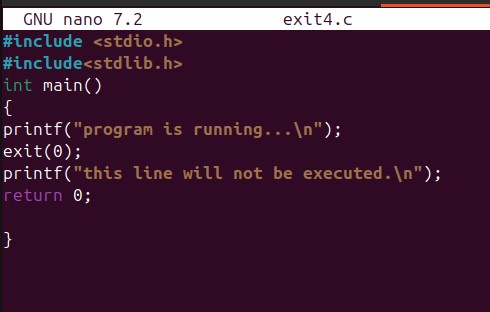 GNU nano 7.2 exit4.c
#include <stdio.h>
#include<stdlib.h>
int main()
{
printf("program is running...\n");
exit(0);
printf("this line will not be executed.\n");
return 0;
}